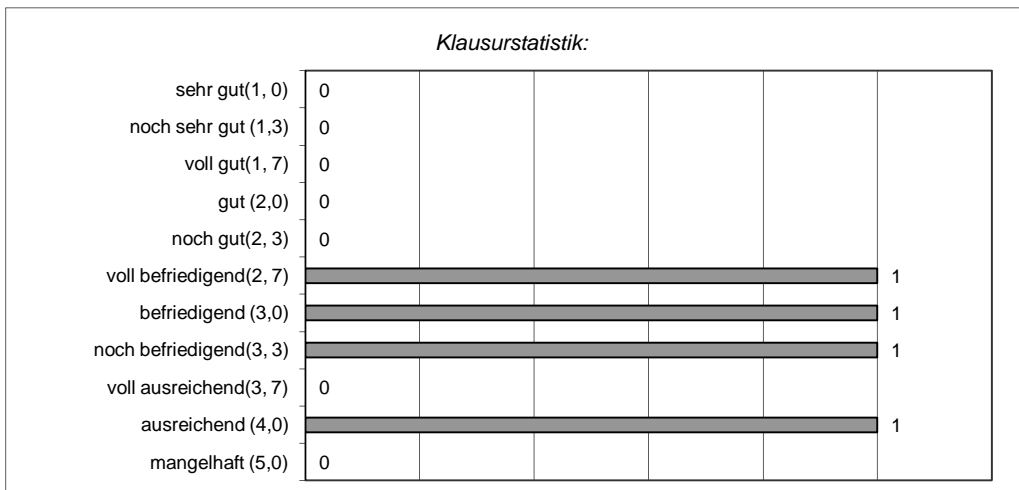 Klausurstatistik:
sehr gut(1, 0) 0
noch sehr gut (1,3) 0
voll gut(1, 7) 0
gut (2,0) 0
noch gut(2, 3) 0
voll befriedigend(2, 7) 1
befriedigend (3,0) 1
noch befriedigend(3, 3) 1
voll ausreichend(3, 7) 0
ausreichend (4,0) 1
mangelhaft (5,0) 0